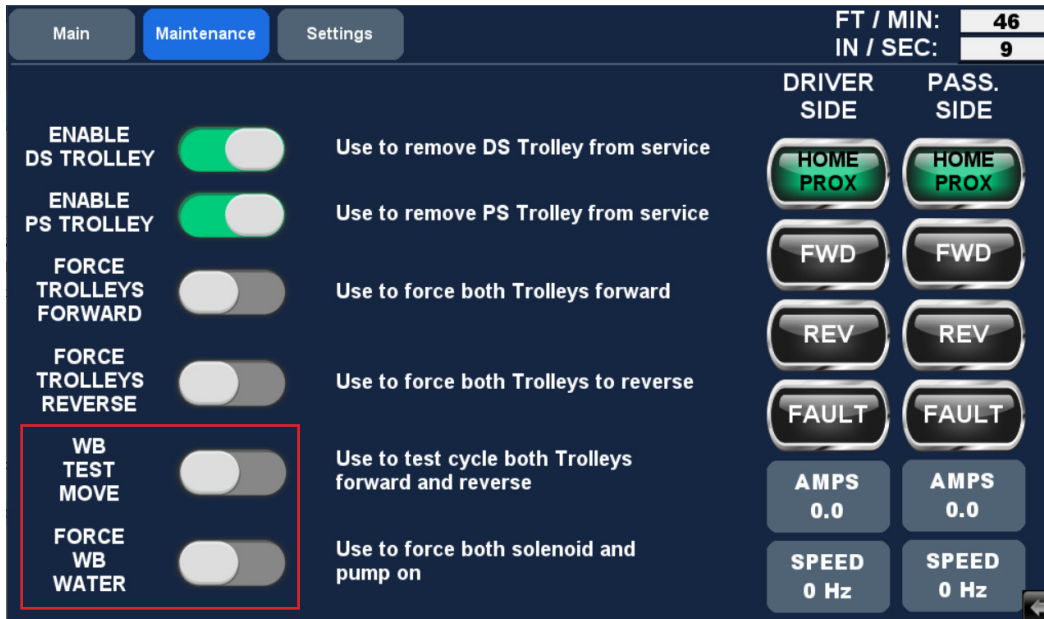 Main
Maintenance
Settings
FT / MIN: 46
IN / SEC: 9
DRIVER
SIDE
PASS.
SIDE
ENABLE
DS TROLLEY
Use to remove DS Trolley from service
HOME
PROX
HOME
PROX
ENABLE
PS TROLLEY
Use to remove PS Trolley from service
FWD
FWD
FORCE
TROLLEYS
FORWARD
Use to force both Trolleys forward
REV
REV
FORCE
TROLLEYS
REVERSE
Use to force both Trolleys to reverse
FAULT
FAULT
WB
TEST
MOVE
Use to test cycle both Trolleys
forward and reverse
AMPS
0.0
AMPS
0.0
FORCE
WB
WATER
Use to force both solenoid and
pump on
SPEED
0 Hz
SPEED
0 Hz